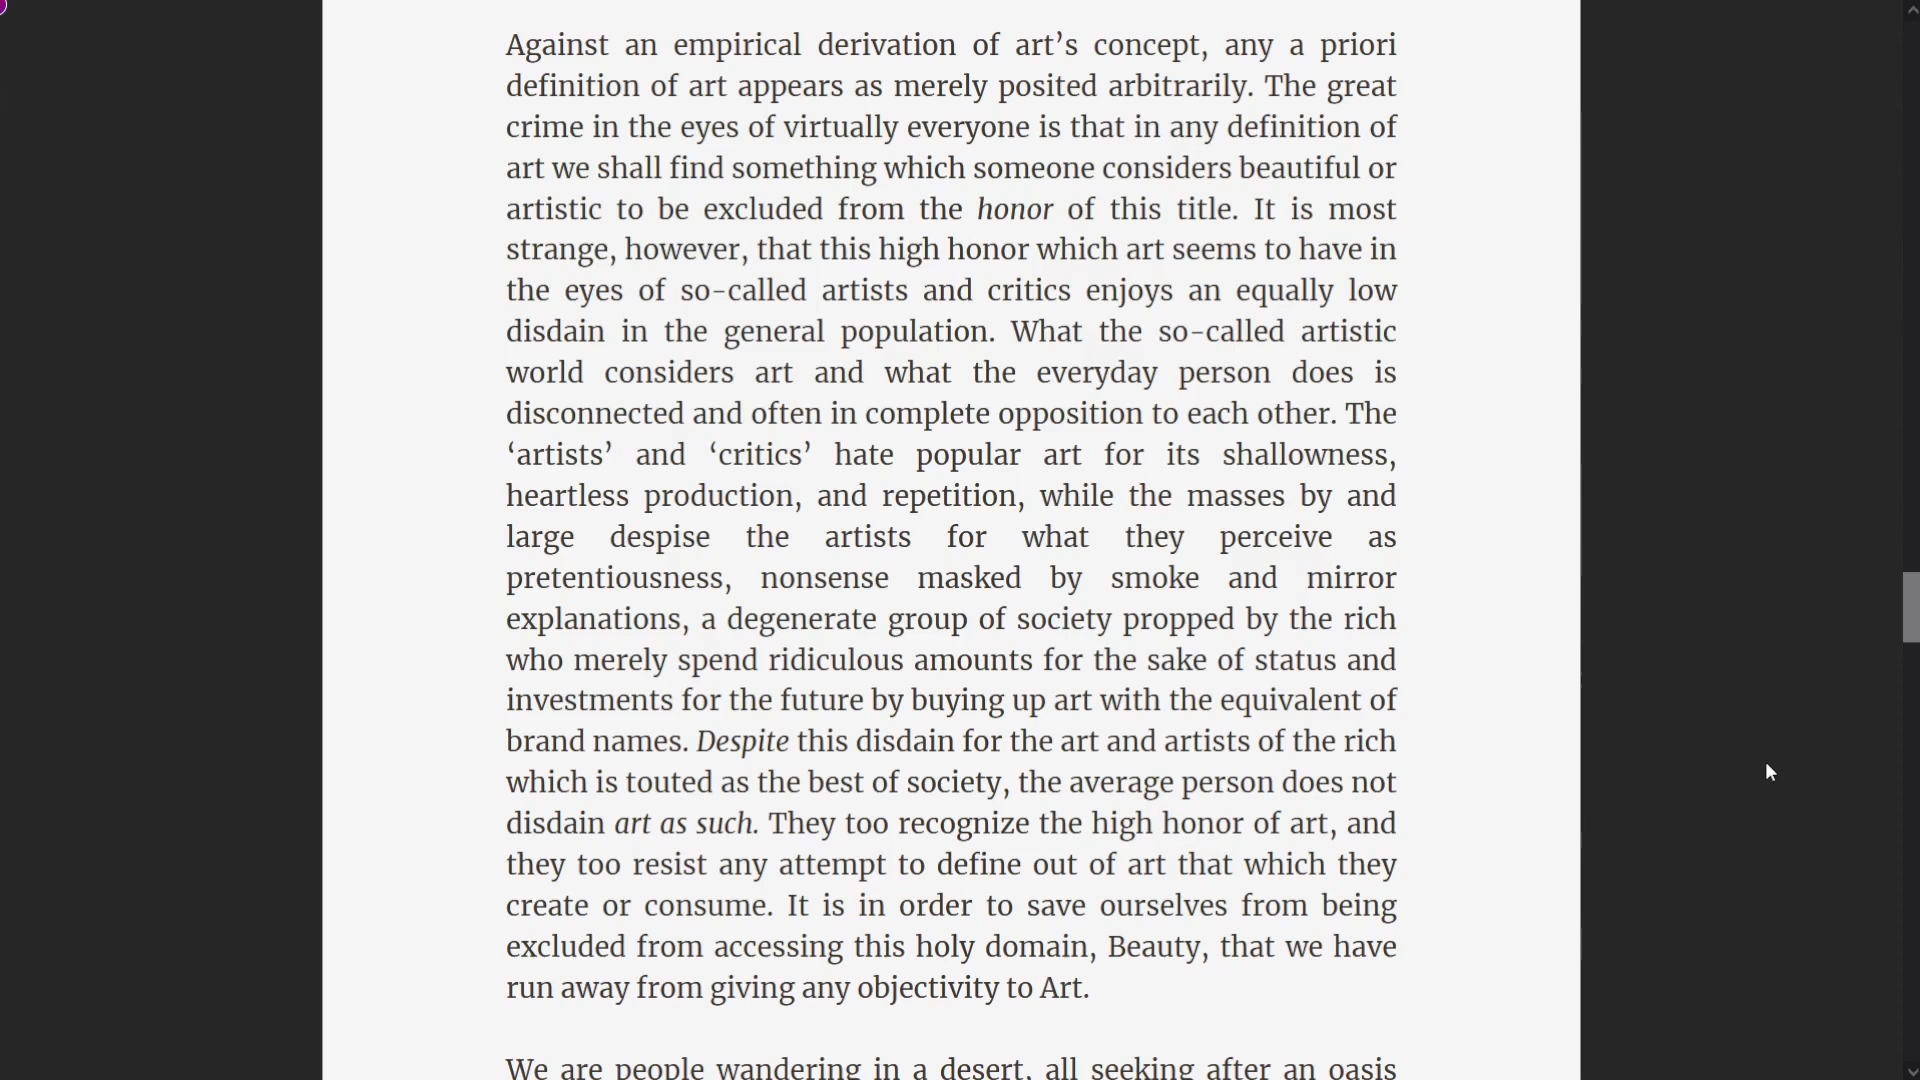 Against an empirical derivation of art’s concept, any a priori
definition of art appears as merely posited arbitrarily. The great
crime in the eyes of virtually everyone is that in any definition of
art we shall find something which someone considers beautiful or
artistic to be excluded from the honor of this title. It is most
strange, however, that this high honor which art seems to have in
the eyes of so-called artists and critics enjoys an equally low
disdain in the general population. What the so-called artistic
world considers art and what the everyday person does is
disconnected and often in complete opposition to each other. The
‘artists’ and ‘critics’ hate popular art for its shallowness,
heartless production, and repetition, while the masses by and
large despise the artists for what they perceive as
pretentiousness, nonsense masked by smoke and mirror
explanations, a degenerate group of society propped by the rich
who merely spend ridiculous amounts for the sake of status and
investments for the future by buying up art with the equivalent of
brand names. Despite this disdain for the art and artists of the rich
which is touted as the best of society, the average person does not
disdain art as such. They too recognize the high honor of art, and
they too resist any attempt to define out of art that which they
create or consume. It is in order to save ourselves from being
excluded from accessing this holy domain, Beauty, that we have
run away from giving any objectivity to Art.
We are people wandering in a desert, all seeking after an oasis